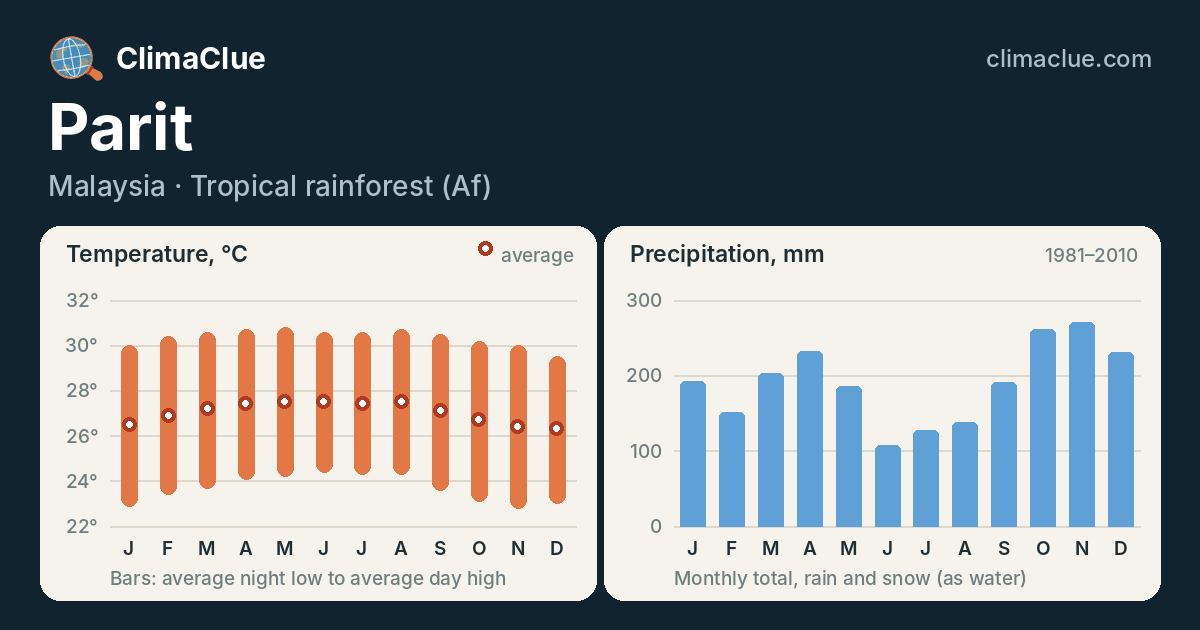 ClimaClue
climaclue.com
Parit
Malaysia · Tropical rainforest (Af)
Temperature, °C
average
32°
30°
28°
26°
24°
22°
J F M A M J J A S O N D
Bars: average night low to average day high
Precipitation, mm
1981–2010
300
200
100
0
J F M A M J J A S O N D
Monthly total, rain and snow (as water)